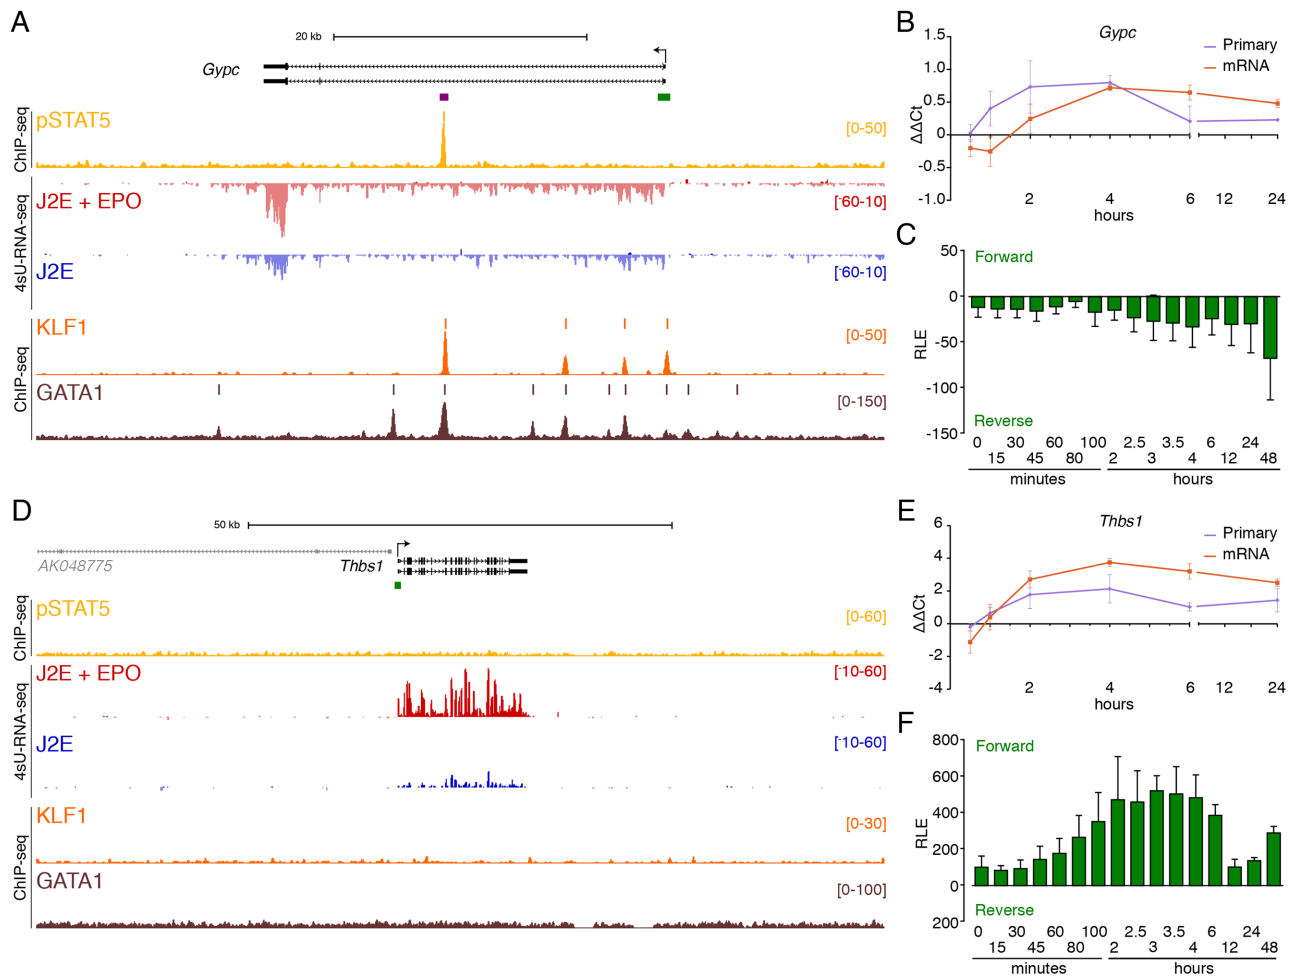 A
20 kb
Gypc
ChIP-seq
pSTAT5
[0-50]
4sU-RNA-seq
J2E + EPO
[-60-10]
J2E
[-60-10]
ChIP-seq
KLF1
[0-50]
GATA1
[0-150]
B
Gypc
Primary
mRNA
ΔΔCt
1.5
1.0
0.5
0
-0.5
-1.0
2 4 6 12 24
hours
C
Forward
RLE
50
0
-50
-100
-150
Reverse
0 30 60 100 2.5 3.5 6 24
15 45 80 2 3 4 12 48
minutes hours
D
50 kb
AK048775
Thbs1
ChIP-seq
pSTAT5
[0-60]
4sU-RNA-seq
J2E + EPO
[-10-60]
J2E
[-10-60]
ChIP-seq
KLF1
[0-30]
GATA1
[0-100]
E
Thbs1
Primary
mRNA
ΔΔCt
6
4
2
0
-2
-4
2 4 6 12 24
hours
F
Forward
RLE
800
600
400
200
0
200
Reverse
0 30 60 100 2.5 3.5 6 24
15 45 80 2 3 4 12 48
minutes hours